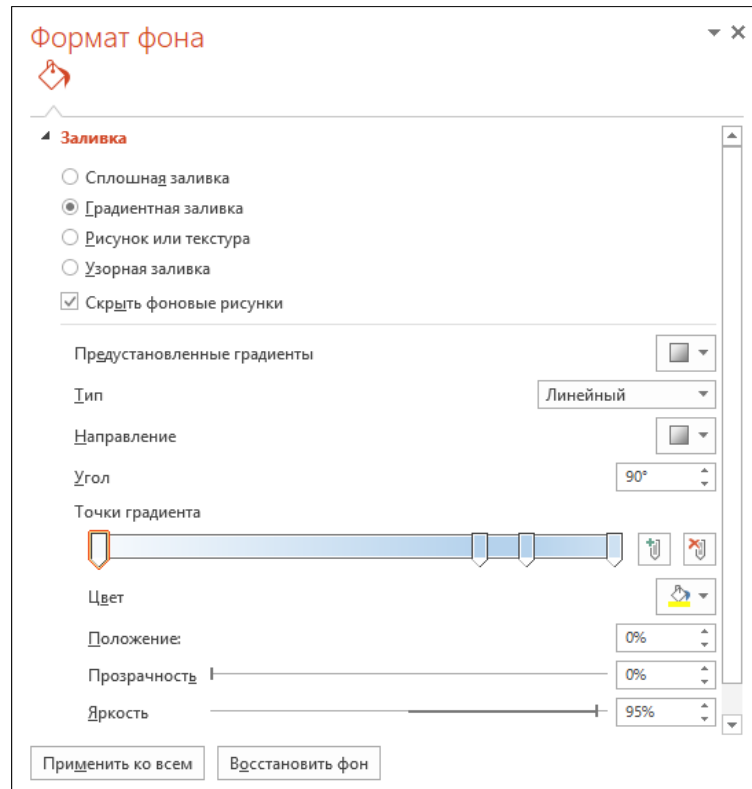 Формат фона
Заливка
Сплошная заливка
Градиентная заливка
Рисунок или текстура
Узорная заливка
Скрыть фоновые рисунки
Предустановленные градиенты
Тип Линейный
Направление
Угол 90°
Точки градиента
Цвет
Положение: 0%
Прозрачность 0%
Яркость 95%
Применить ко всем Восстановить фон